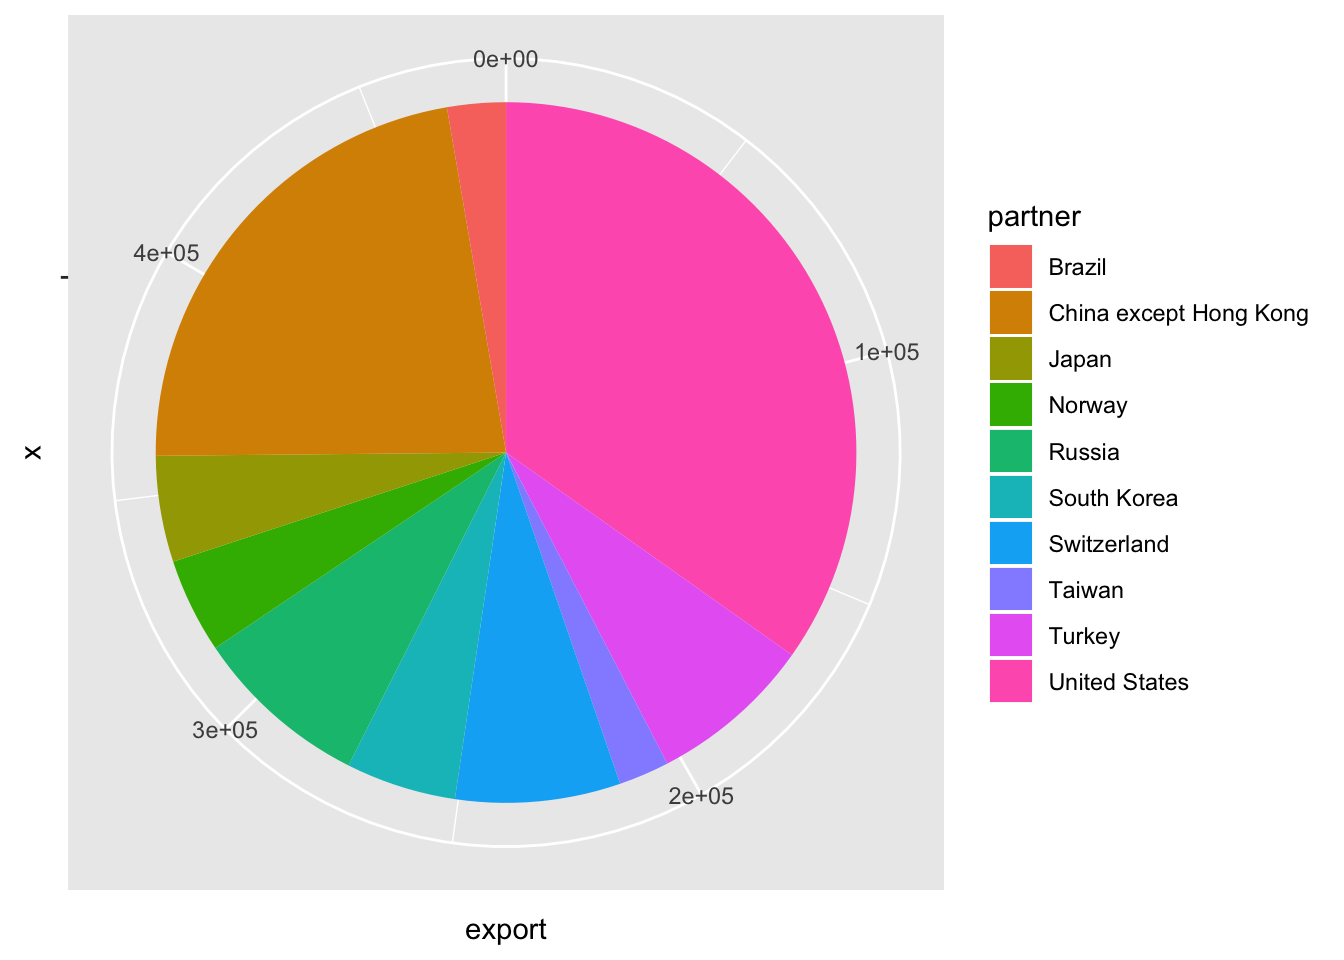 0e+00
1e+05
2e+05
3e+05
4e+05
x
export
partner
Brazil
China except Hong Kong
Japan
Norway
Russia
South Korea
Switzerland
Taiwan
Turkey
United States